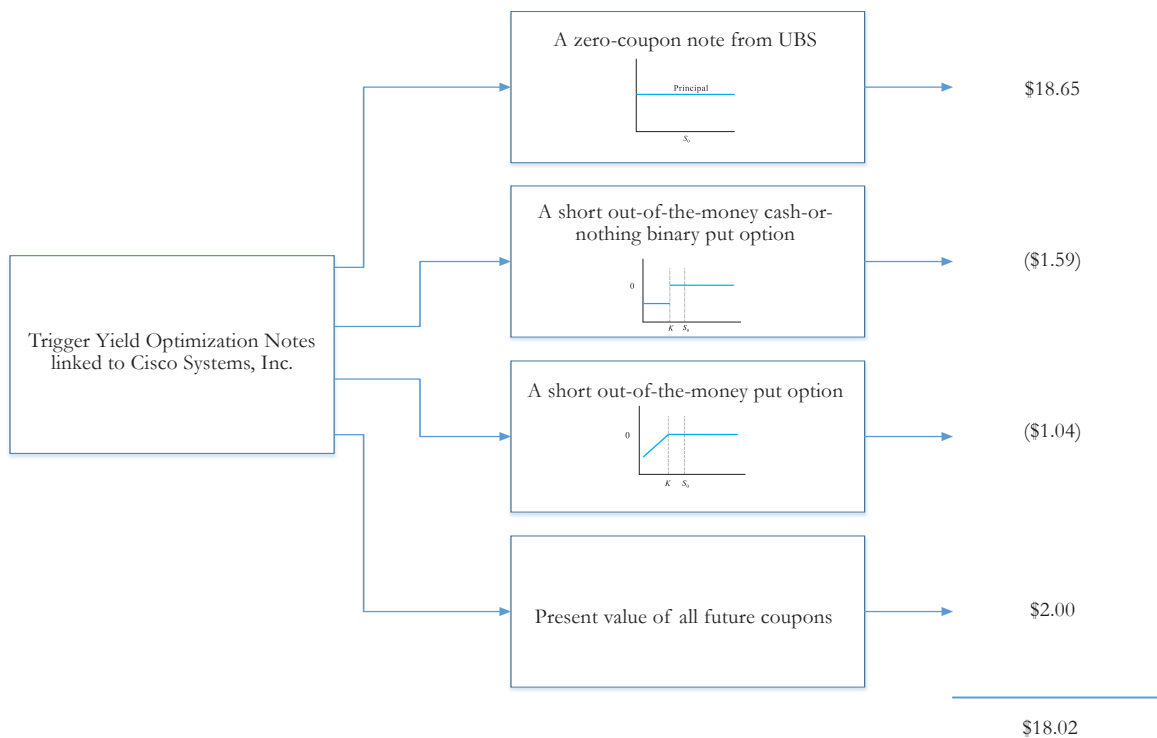 A zero-coupon note from UBS
Principal
S₀
$18.65
A short out-of-the-money cash-or-
nothing binary put option
0
K S₀
($1.59)
Trigger Yield Optimization Notes
linked to Cisco Systems, Inc.
A short out-of-the-money put option
0
K S₀
($1.04)
Present value of all future coupons
$2.00
$18.02